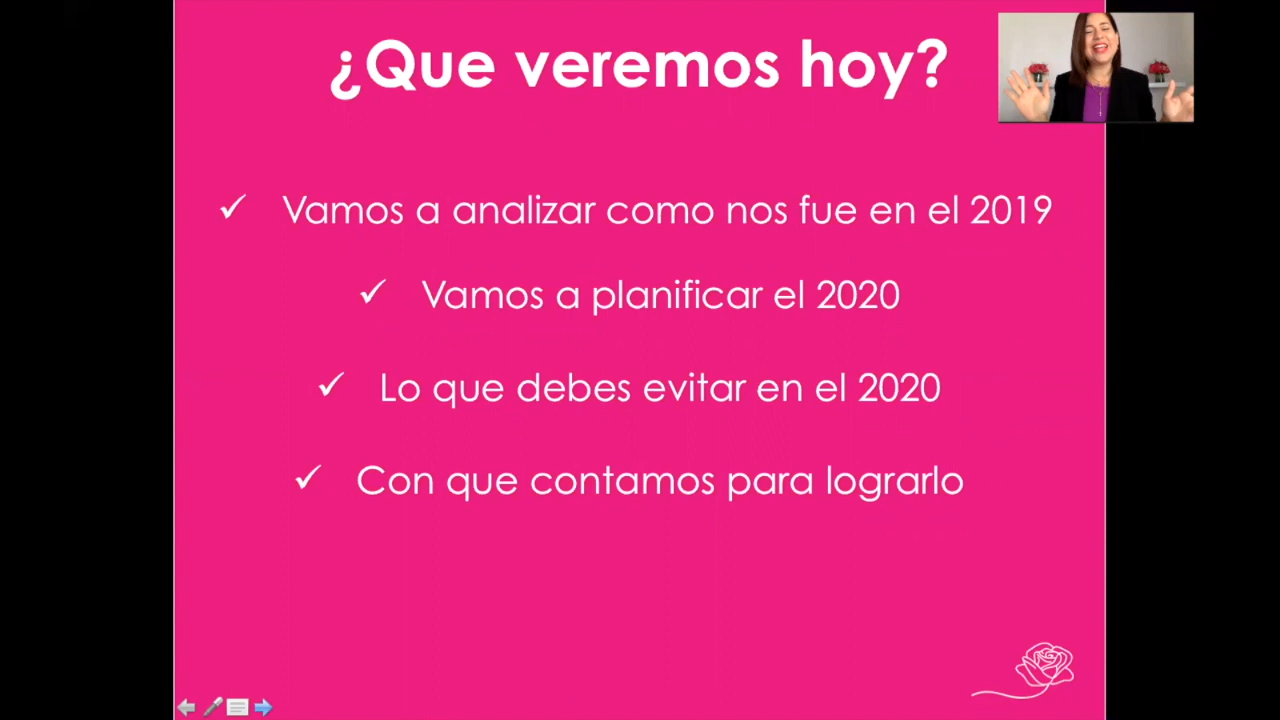 ¿Que veremos hoy?
✓ Vamos a analizar como nos fue en el 2019
✓ Vamos a planificar el 2020
✓ Lo que debes evitar en el 2020
✓ Con que contamos para lograrlo